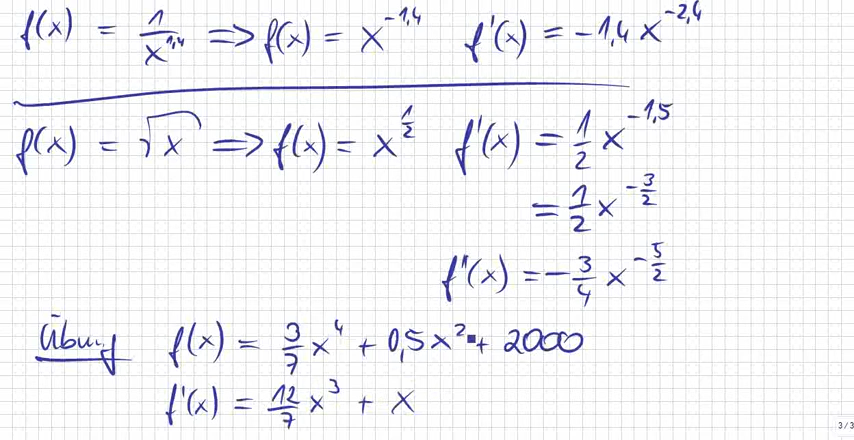 f(x) = 1/x^1,4 => f(x) = x^-1,4 f'(x) = -1,4 x^-2,4
f(x) = √x => f(x) = x^1/2 f'(x) = 1/2 x^-1,5
= 1/2 x^-3/2
f''(x) = -3/4 x^-5/2
Übung f(x) = 3/7 x^4 + 0,5x^2 + 2000
f'(x) = 12/7 x^3 + x
3/3